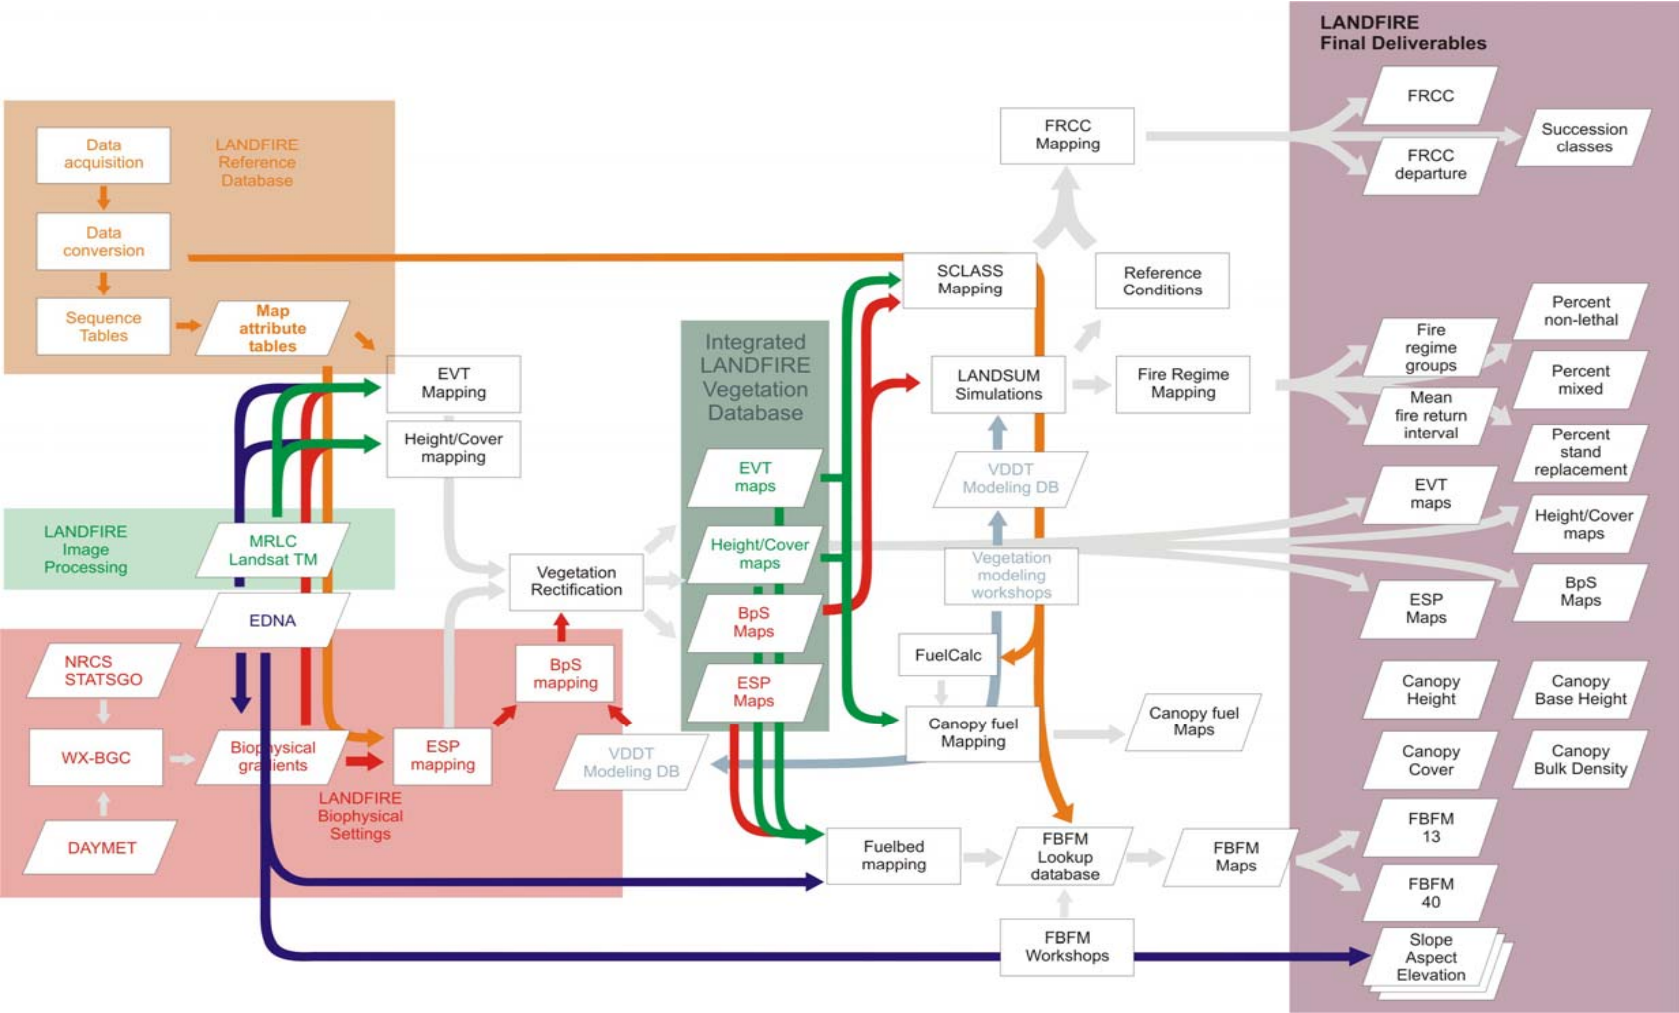 LANDFIRE
Final Deliverables
FRCC
Succession
classes
FRCC
departure
FRCC
Mapping
Data
acquisition
LANDFIRE
Reference
Database
Data
conversion
Sequence
Tables
Map
attribute
tables
SCLASS
Mapping
Reference
Conditions
Percent
non-lethal
Fire
regime
groups
Percent
mixed
Mean
fire return
interval
Percent
stand
replacement
EVT
Mapping
Height/Cover
mapping
Integrated
LANDFIRE
Vegetation
Database
LANDSUM
Simulations
Fire Regime
Mapping
EVT
maps
VDDT
Modeling DB
EVT
maps
Height/Cover
maps
LANDFIRE
Image
Processing
MRLC
Landsat TM
Vegetation
Rectification
Height/Cover
maps
Vegetation
modeling
workshops
ESP
Maps
BpS
Maps
EDNA
BpS
Maps
NRCS
STATSGO
BpS
mapping
ESP
Maps
FuelCalc
Canopy
Height
Canopy
Base Height
WX-BGC
Biophysical
gradients
ESP
mapping
VDDT
Modeling DB
Canopy fuel
Mapping
Canopy fuel
Maps
Canopy
Cover
Canopy
Bulk Density
LANDFIRE
Biophysical
Settings
DAYMET
Fuelbed
mapping
FBFM
Lookup
database
FBFM
Maps
FBFM
13
FBFM
40
FBFM
Workshops
Slope
Aspect
Elevation